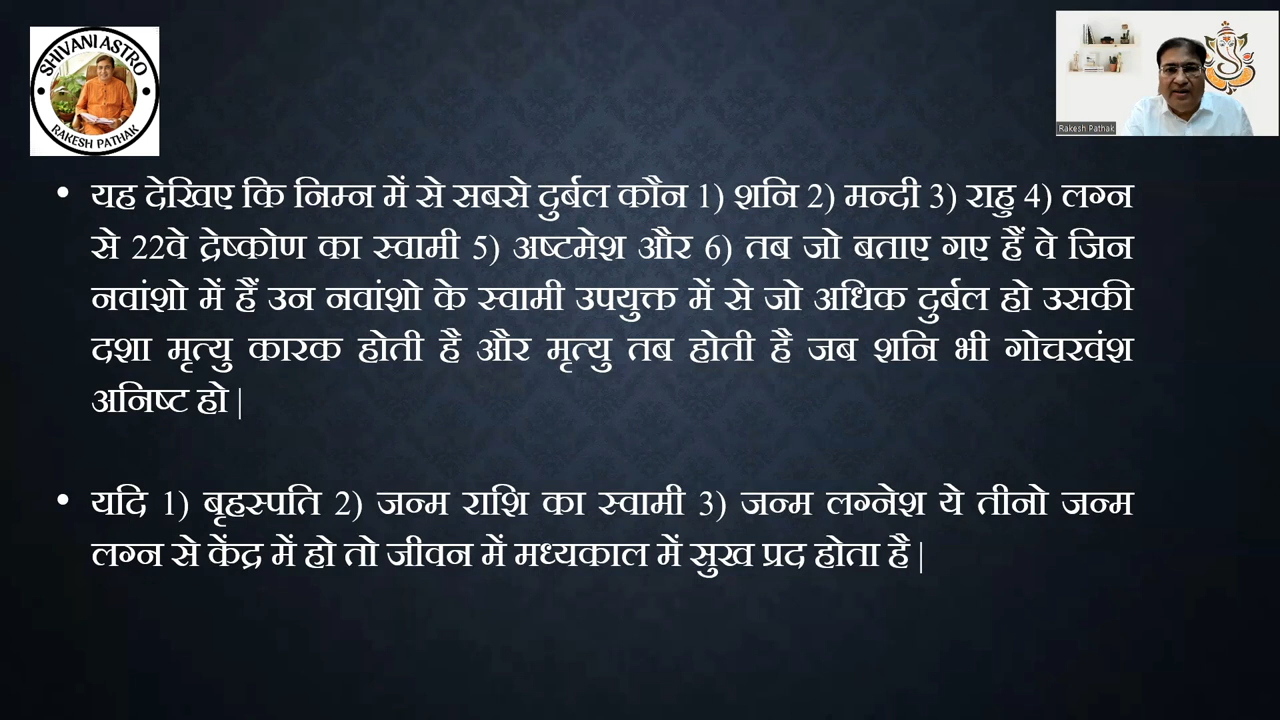 SHIVANI ASTRO
RAKESH PATHAK
Rakesh Pathak
• यह देखिए कि निम्न में से सबसे दुर्बल कौन 1) शनि 2) मन्दी 3) राहु 4) लग्न
से 22वे द्रेष्कोण का स्वामी 5) अष्टमेश और 6) तब जो बताए गए हैं वे जिन
नवांशो में हैं उन नवांशो के स्वामी उपयुक्त में से जो अधिक दुर्बल हो उसकी
दशा मृत्यु कारक होती है और मृत्यु तब होती है जब शनि भी गोचरवंश
अनिष्ट हो |
• यदि 1) बृहस्पति 2) जन्म राशि का स्वामी 3) जन्म लग्नेश ये तीनो जन्म
लग्न से केंद्र में हो तो जीवन में मध्यकाल में सुख प्रद होता है |